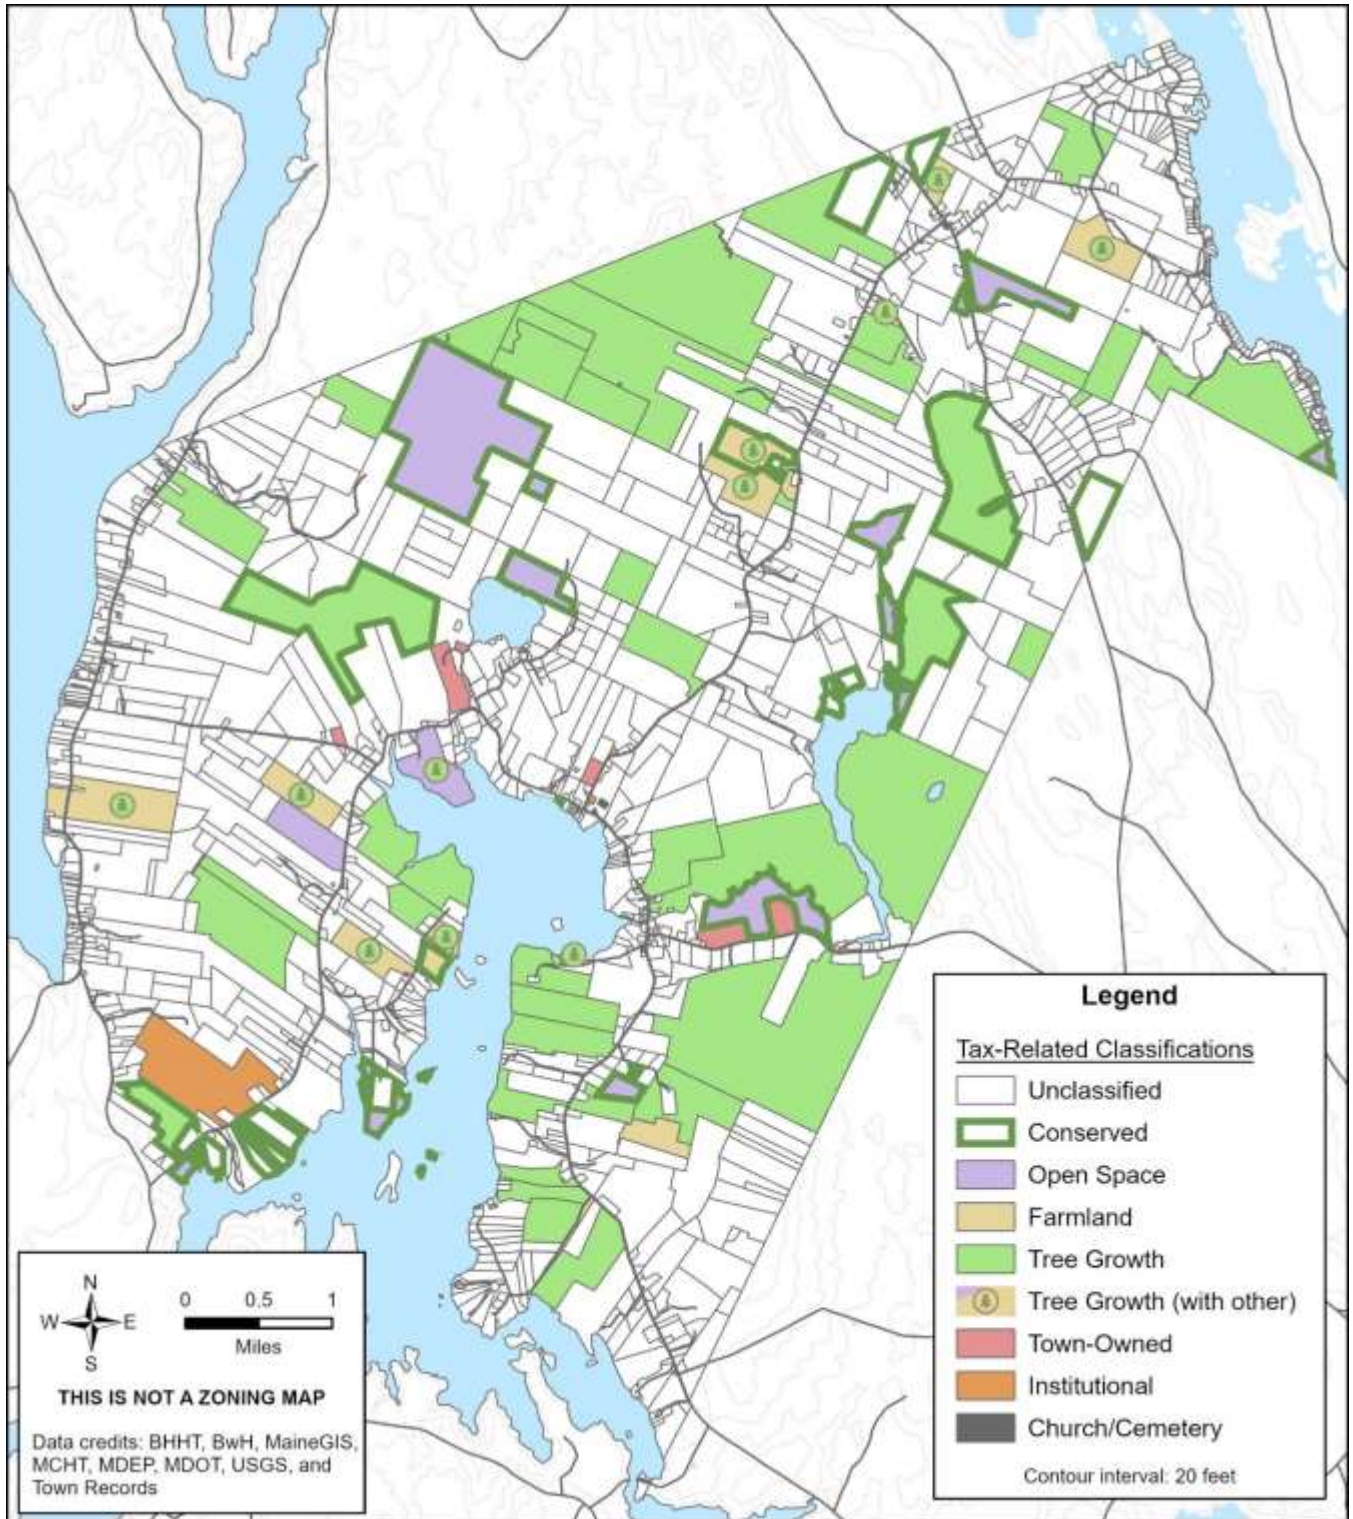 Legend
Tax-Related Classifications
Unclassified
Conserved
Open Space
Farmland
Tree Growth
Tree Growth (with other)
Town-Owned
Institutional
Church/Cemetery
Contour interval: 20 feet
N
W E
S
0 0.5 1
Miles
THIS IS NOT A ZONING MAP
Data credits: BHHT, BwH, MaineGIS,
MCHT, MDEP, MDOT, USGS, and
Town Records